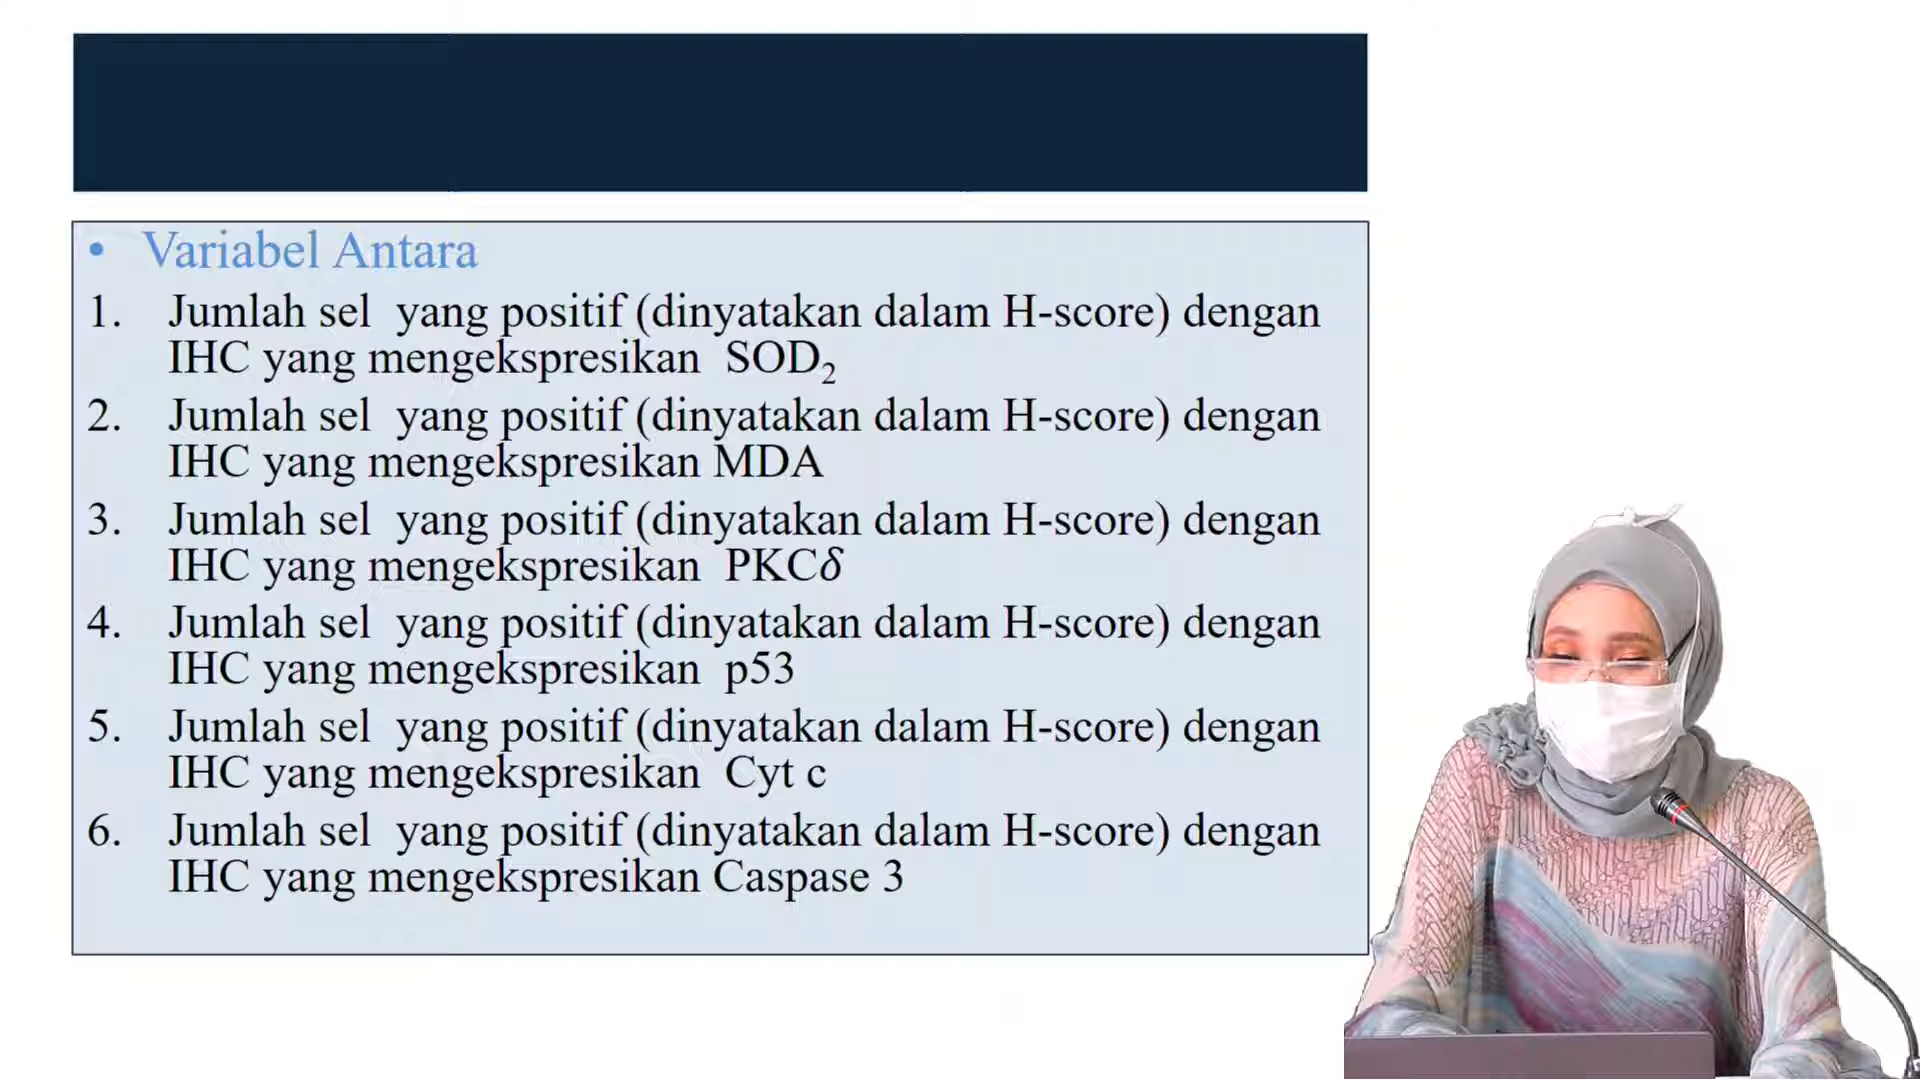 • Variabel Antara
1. Jumlah sel yang positif (dinyatakan dalam H-score) dengan
IHC yang mengekspresikan SOD₂
2. Jumlah sel yang positif (dinyatakan dalam H-score) dengan
IHC yang mengekspresikan MDA
3. Jumlah sel yang positif (dinyatakan dalam H-score) dengan
IHC yang mengekspresikan PKCδ
4. Jumlah sel yang positif (dinyatakan dalam H-score) dengan
IHC yang mengekspresikan p53
5. Jumlah sel yang positif (dinyatakan dalam H-score) dengan
IHC yang mengekspresikan Cyt c
6. Jumlah sel yang positif (dinyatakan dalam H-score) dengan
IHC yang mengekspresikan Caspase 3